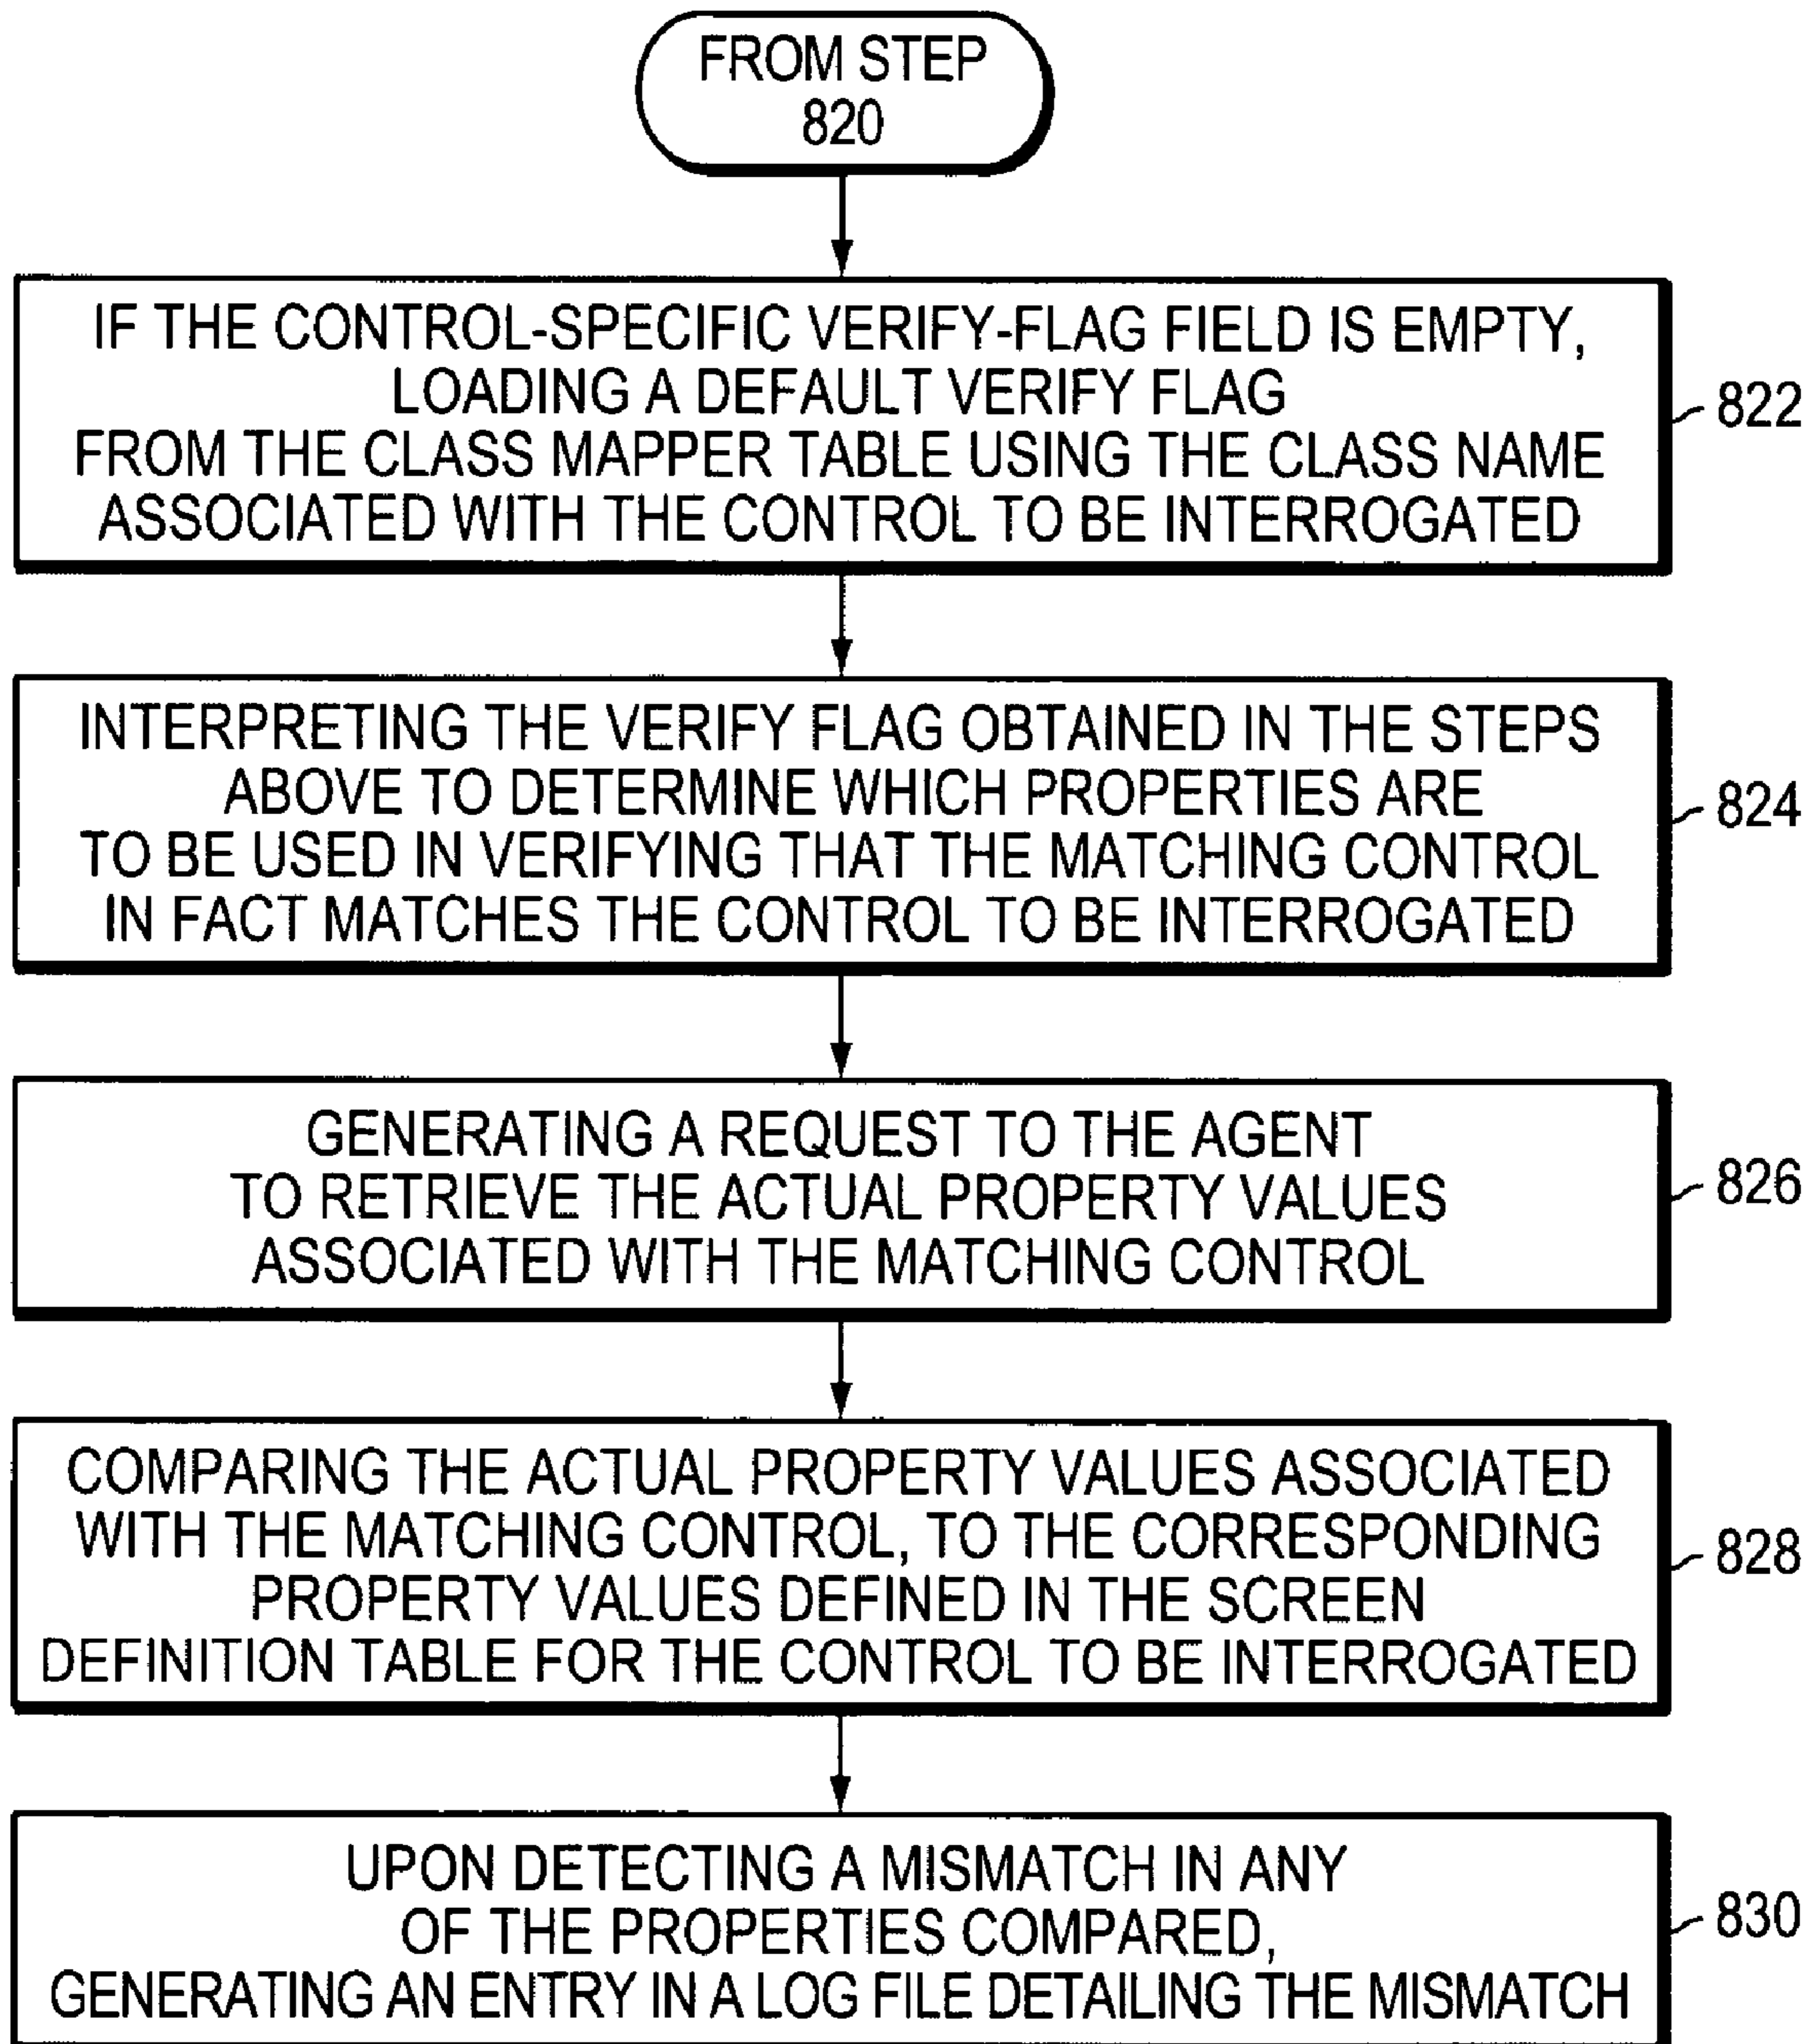 FROM STEP
820
IF THE CONTROL-SPECIFIC VERIFY-FLAG FIELD IS EMPTY,
LOADING A DEFAULT VERIFY FLAG
FROM THE CLASS MAPPER TABLE USING THE CLASS NAME
ASSOCIATED WITH THE CONTROL TO BE INTERROGATED
822
INTERPRETING THE VERIFY FLAG OBTAINED IN THE STEPS
ABOVE TO DETERMINE WHICH PROPERTIES ARE
TO BE USED IN VERIFYING THAT THE MATCHING CONTROL
IN FACT MATCHES THE CONTROL TO BE INTERROGATED
824
GENERATING A REQUEST TO THE AGENT
TO RETRIEVE THE ACTUAL PROPERTY VALUES
ASSOCIATED WITH THE MATCHING CONTROL
826
COMPARING THE ACTUAL PROPERTY VALUES ASSOCIATED
WITH THE MATCHING CONTROL, TO THE CORRESPONDING
PROPERTY VALUES DEFINED IN THE SCREEN
DEFINITION TABLE FOR THE CONTROL TO BE INTERROGATED
828
UPON DETECTING A MISMATCH IN ANY
OF THE PROPERTIES COMPARED,
GENERATING AN ENTRY IN A LOG FILE DETAILING THE MISMATCH
830